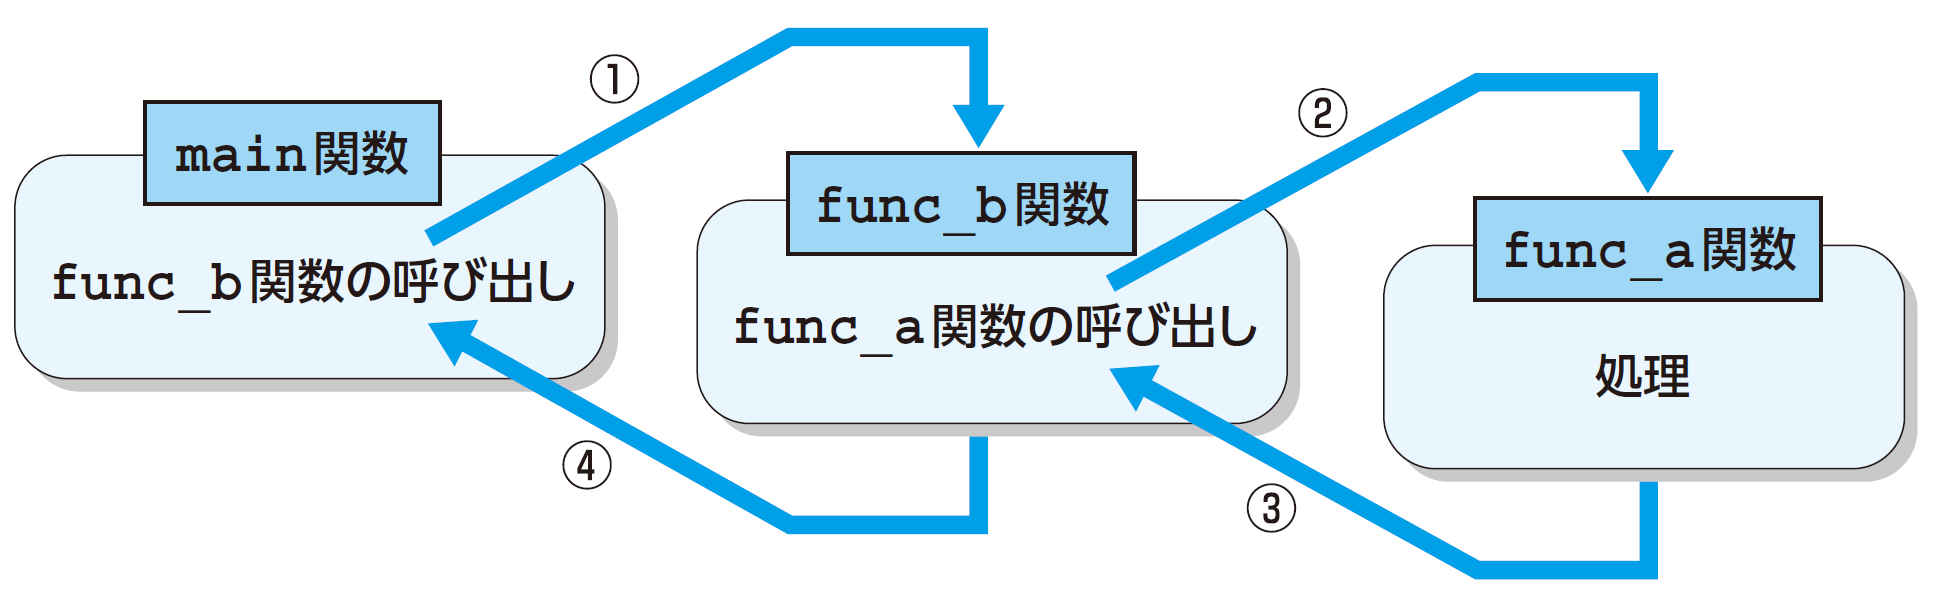 ①
②
main関数
func_b関数
func_a関数
func_b関数の呼び出し
func_a関数の呼び出し
処理
④
③